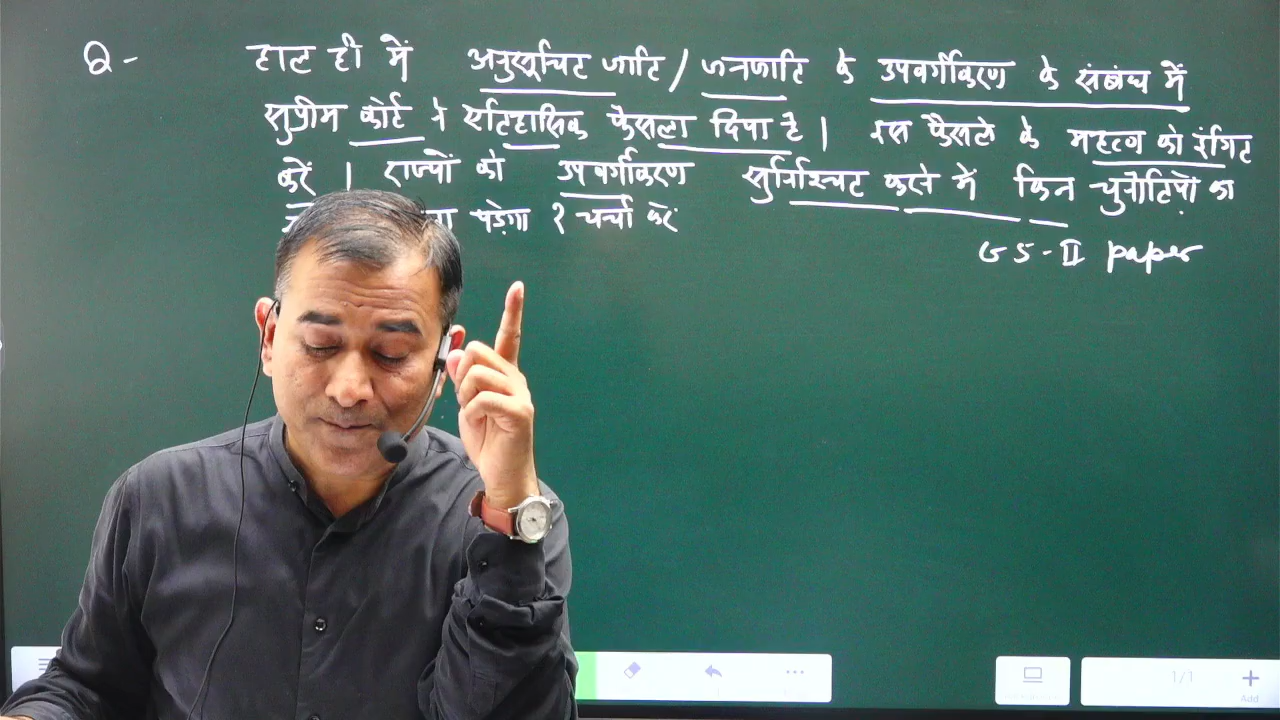 Q- हाल ही में अनुसूचित जाति / जनजाति के उपवर्गीकरण के संबंध में
सुप्रीम कोर्ट ने ऐतिहासिक फैसला दिया है । इस फैसले के महत्व को इंगित
करें । राज्यों को उपवर्गीकरण सुनिश्चित करने में किन चुनौतियों का
पड़ेगा ? चर्चा करें
GS-II paper
1/1
Add